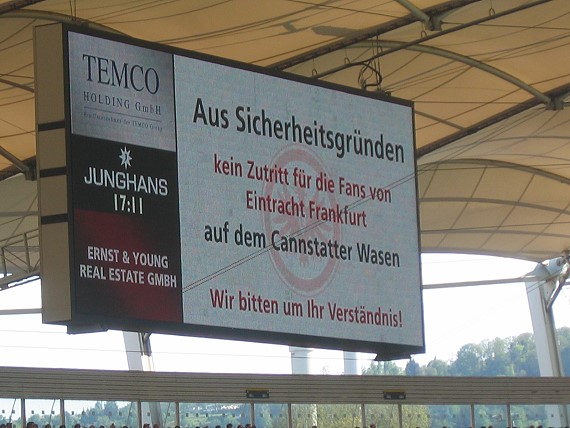 TEMCO
HOLDING GmbH
JUNGHANS
17:11
ERNST & YOUNG
REAL ESTATE GMBH
Aus Sicherheitsgründen
kein Zutritt für die Fans von
Eintracht Frankfurt
auf dem Cannstatter Wasen
Wir bitten um Ihr Verständnis!